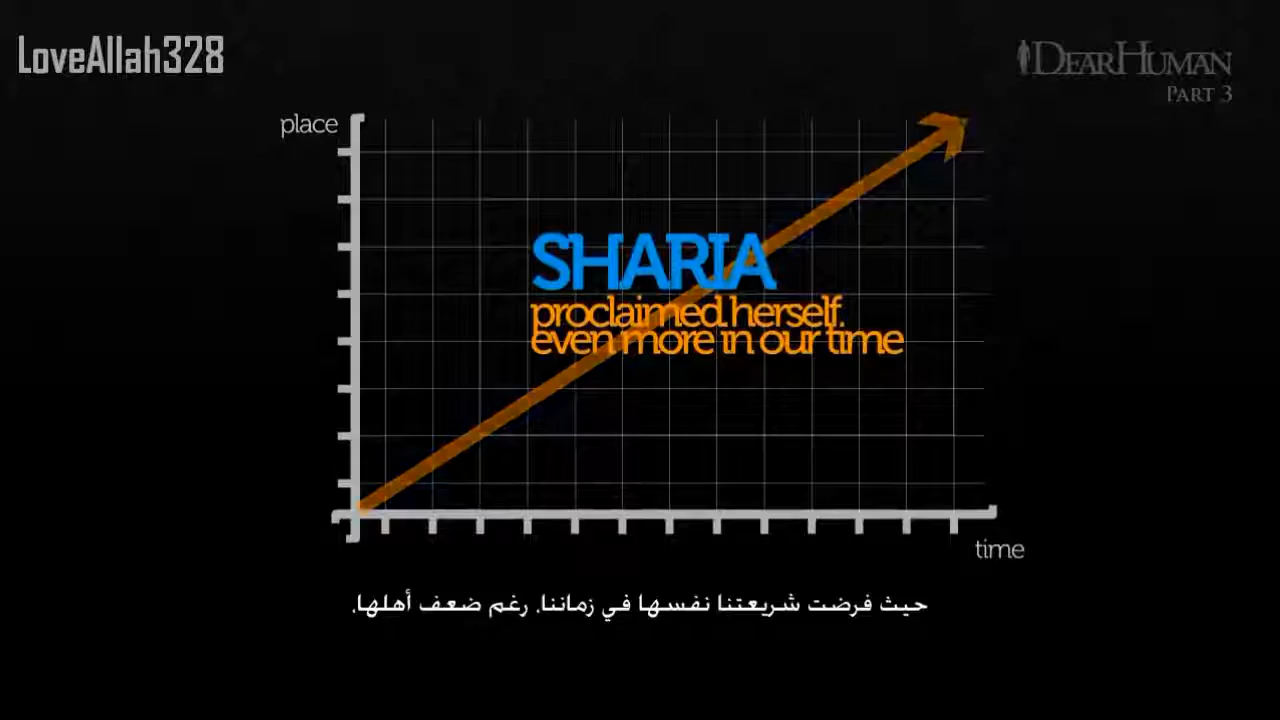 LoveAllah328
DEARHUMAN
PART 3
place
SHARIA
proclaimed herself.
even more in our time
time
حيث فرضت شريعتنا نفسها في زماننا. رغم ضعف أهلها.